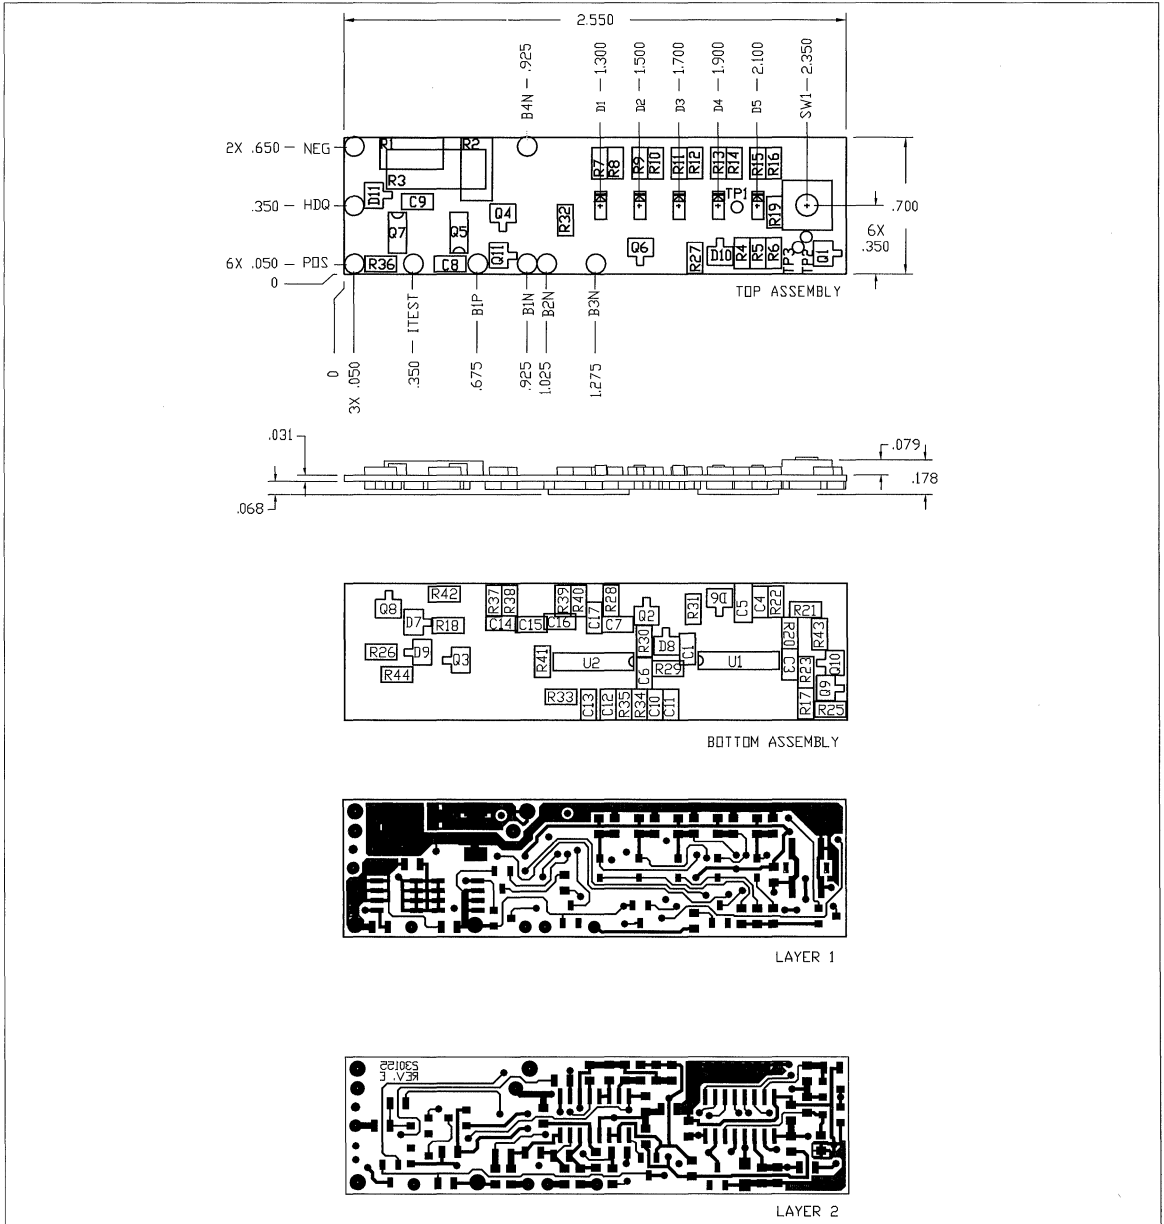 2.550
B4N — .925
D1 — 1.300
D2 — 1.500
D3 — 1.700
D4 — 1.900
D5 — 2.100
SW1 — 2.350
2X .650 — NEG
.350 — HDQ
6X .050 — POS
0
R1
R2
R3
D11
C9
Q7
Q5
Q4
Q11
R36
C8
R32
R7
R8
R9
R10
R11
R12
R13
R14
R15
R16
TP1
R19
Q6
R27
D10
R4
R5
R6
TP3
TP2
Q1
.700
6X
.350
TOP ASSEMBLY
0
3X .050
.350 — ITEST
.675 — B1P
.925 — B1N
1.025 — B2N
1.275 — B3N
.031
.068
.079
.178
R42
Q8
D7
R18
R26
D9
R44
Q3
R37
R38
C14
C15
C16
R39
R40
C17
R28
C7
R41
U2
R33
C13
C12
R35
R34
C10
C11
Q2
R30
D8
C6
R29
C1
R31
D6
U1
C5
C4
R22
R21
R20
R43
C3
R23
Q10
Q9
R17
R25
BOTTOM ASSEMBLY
LAYER 1
530155
REV. E
LAYER 2